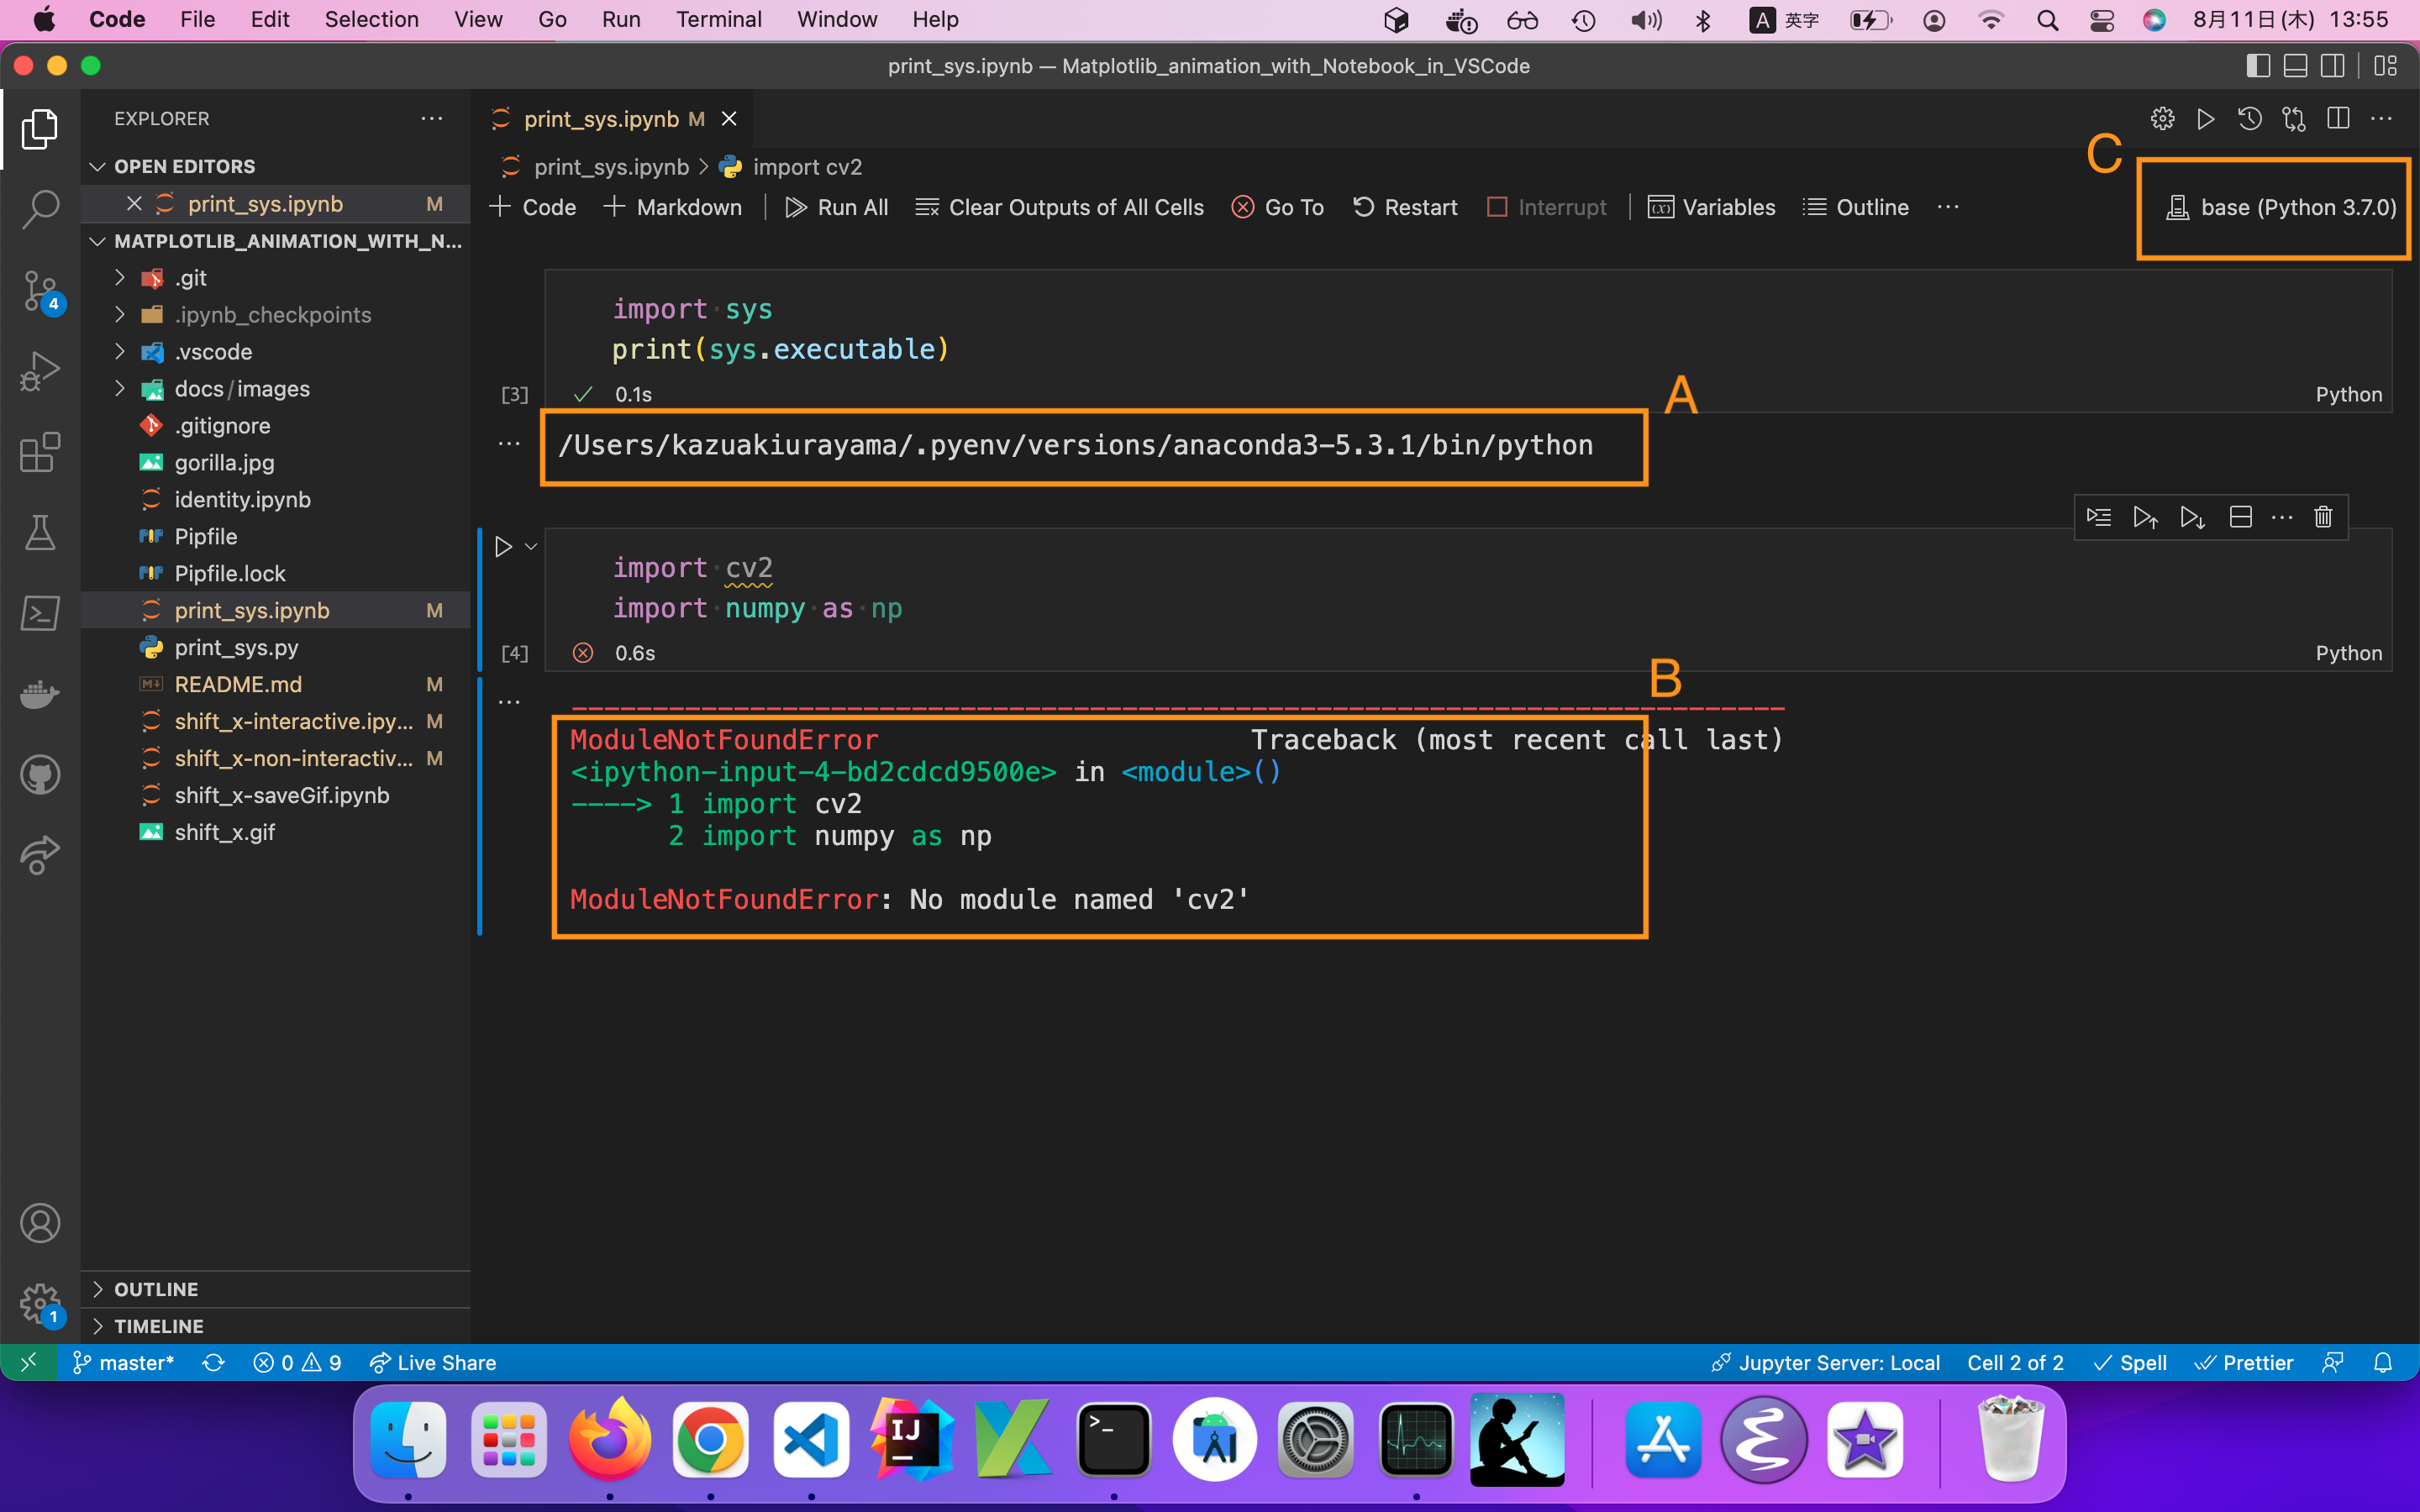 Code File Edit Selection View Go Run Terminal Window Help A 英字 8月11日(木) 13:55
print_sys.ipynb — Matplotlib_animation_with_Notebook_in_VSCode
EXPLORER
OPEN EDITORS
print_sys.ipynb M
MATPLOTLIB_ANIMATION_WITH_N...
.git
.ipynb_checkpoints
.vscode
docs/images
.gitignore
gorilla.jpg
identity.ipynb
Pipfile
Pipfile.lock
print_sys.ipynb M
print_sys.py
README.md M
shift_x-interactive.ipy... M
shift_x-non-interactiv... M
shift_x-saveGif.ipynb
shift_x.gif
OUTLINE
TIMELINE
4
1
print_sys.ipynb M
print_sys.ipynb > import cv2
C
+ Code + Markdown Run All Clear Outputs of All Cells Go To Restart Interrupt Variables Outline ... base (Python 3.7.0)
import sys
print(sys.executable)
[3] 0.1s Python
A
/Users/kazuakiurayama/.pyenv/versions/anaconda3-5.3.1/bin/python
import cv2
import numpy as np
[4] 0.6s Python
B
---------------------------------------------------------------------------
ModuleNotFoundError Traceback (most recent call last)
<ipython-input-4-bd2cdcd9500e> in <module>()
----> 1 import cv2
2 import numpy as np
ModuleNotFoundError: No module named 'cv2'
master* 0 9 Live Share Jupyter Server: Local Cell 2 of 2 Spell Prettier
IJ
>_